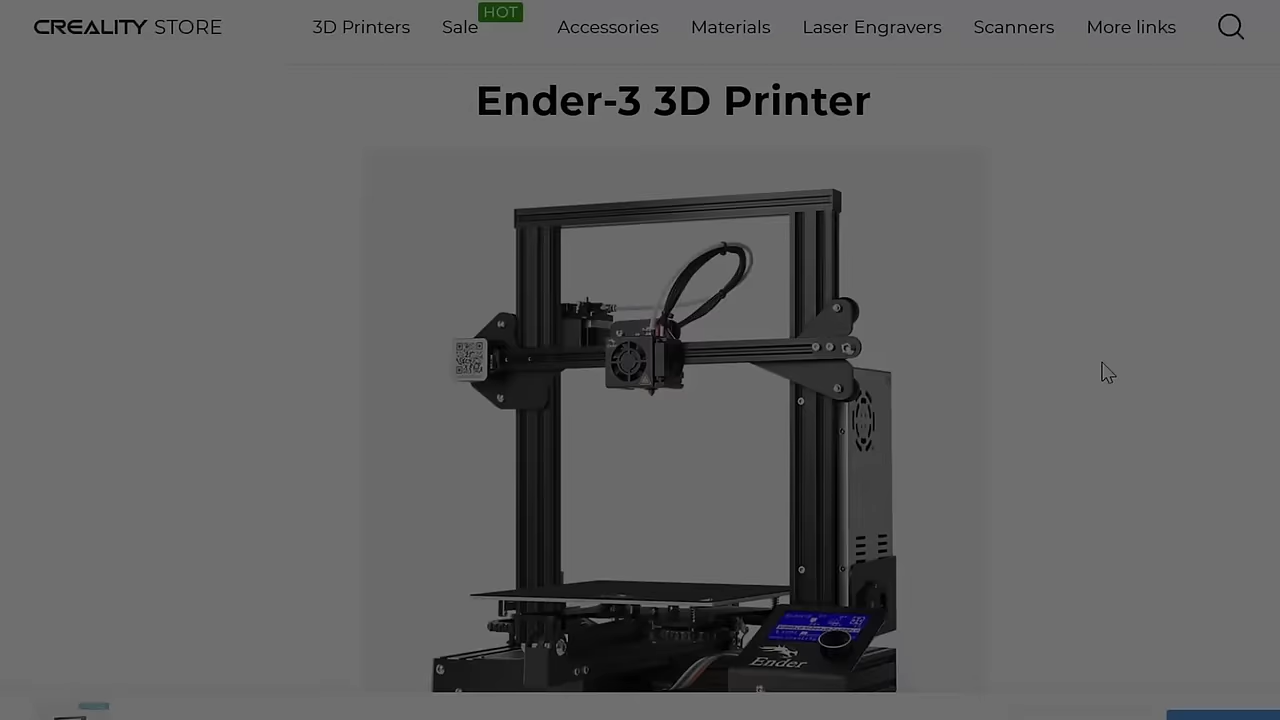 CREALITY STORE
3D Printers
Sale
HOT
Accessories
Materials
Laser Engravers
Scanners
More links
Ender-3 3D Printer
Ender